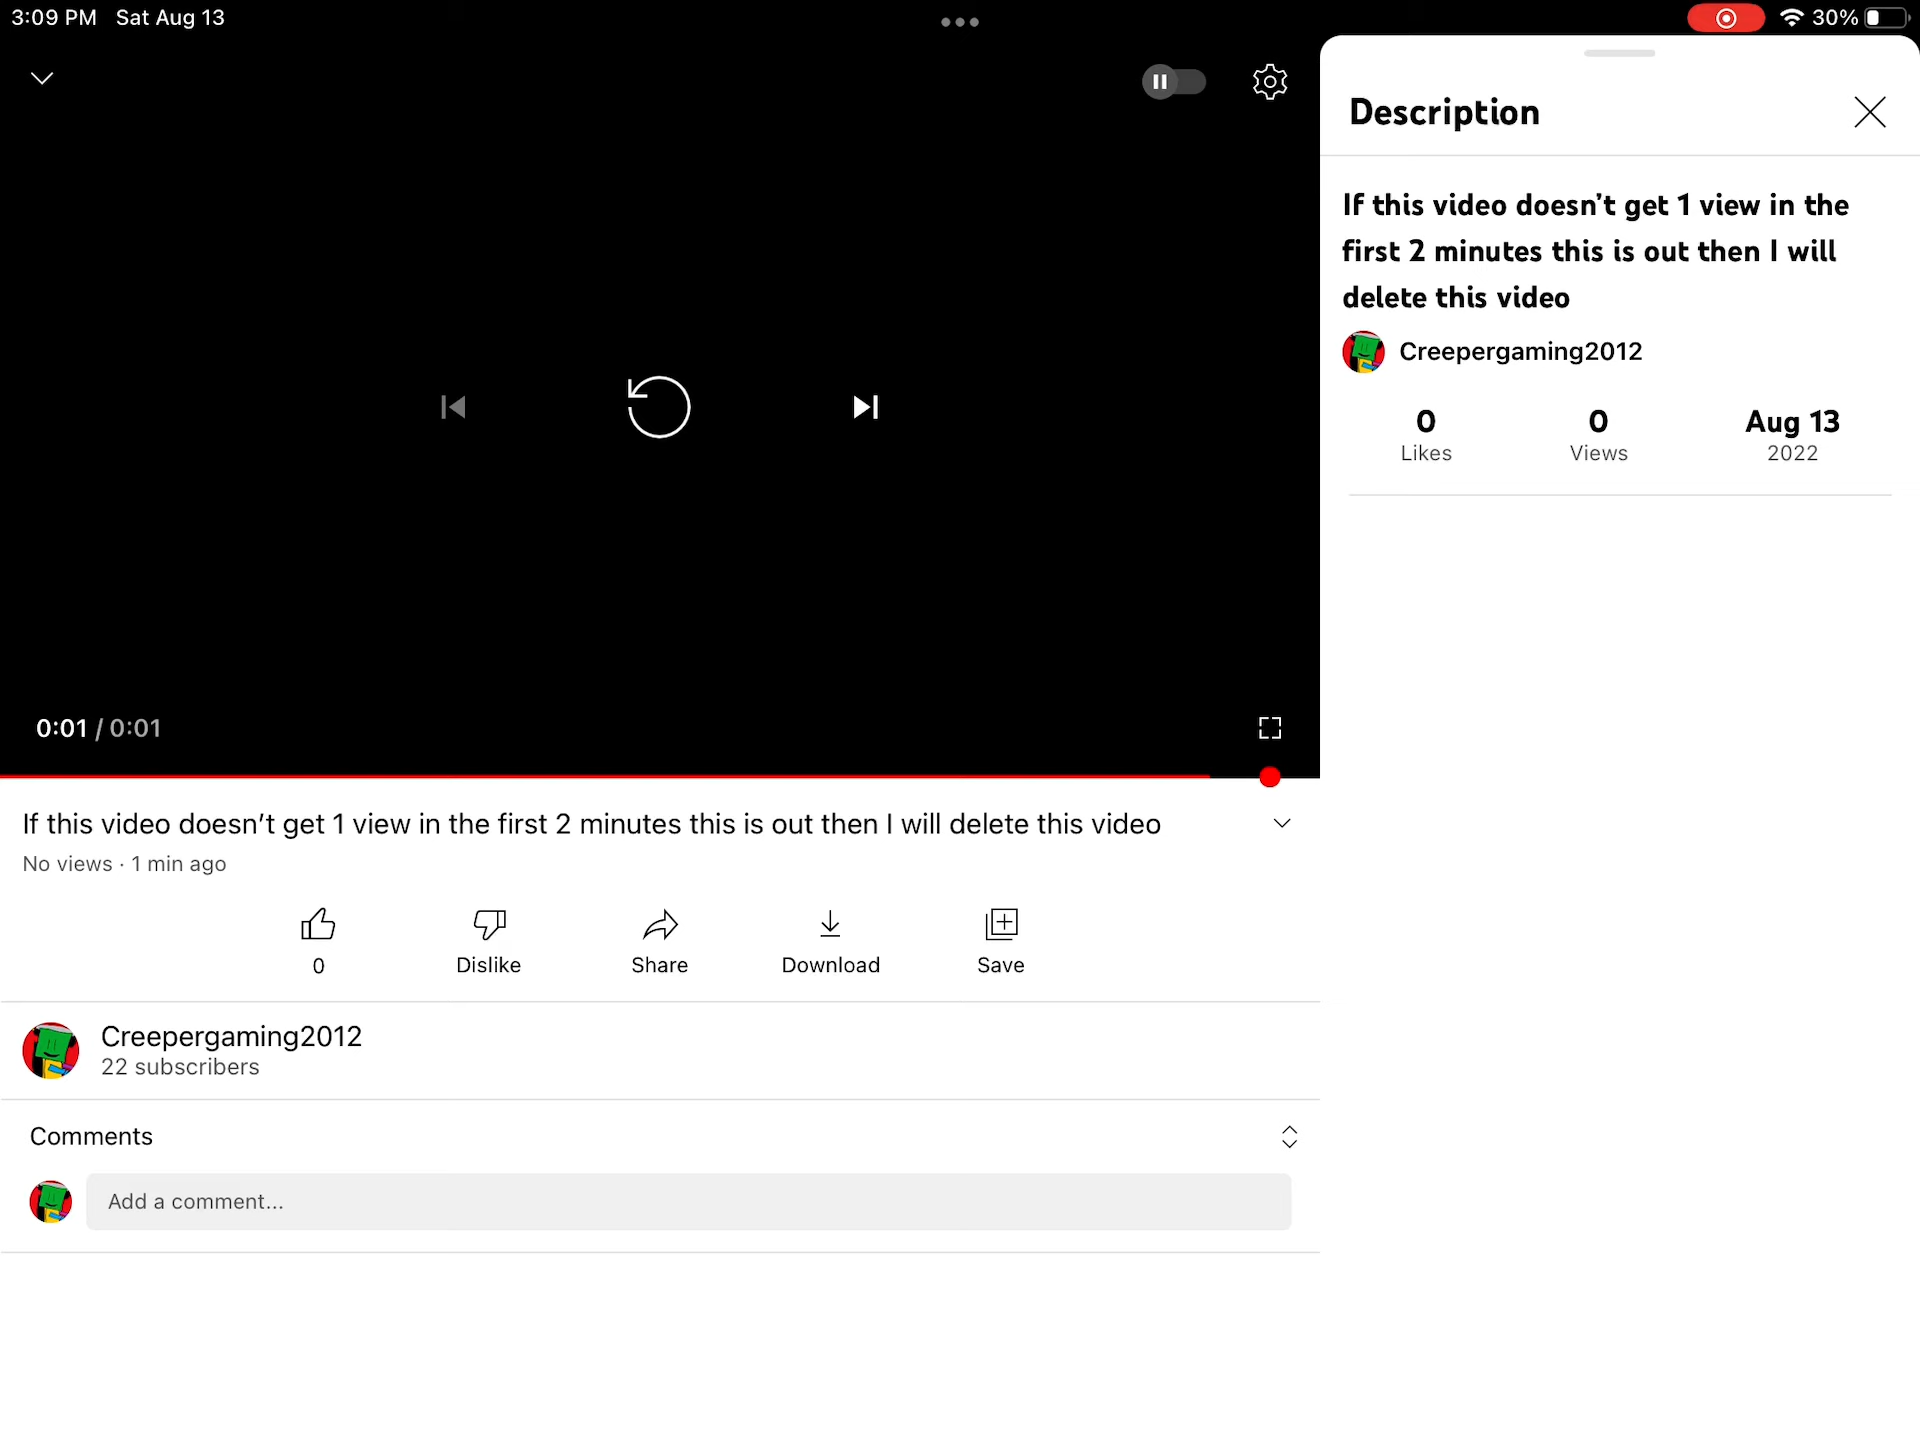 3:09 PM Sat Aug 13
30%
Description
If this video doesn't get 1 view in the
first 2 minutes this is out then I will
delete this video
Creepergaming2012
0 0 Aug 13
Likes Views 2022
0:01 / 0:01
If this video doesn't get 1 view in the first 2 minutes this is out then I will delete this video
No views · 1 min ago
0 Dislike Share Download Save
Creepergaming2012
22 subscribers
Comments
Add a comment...